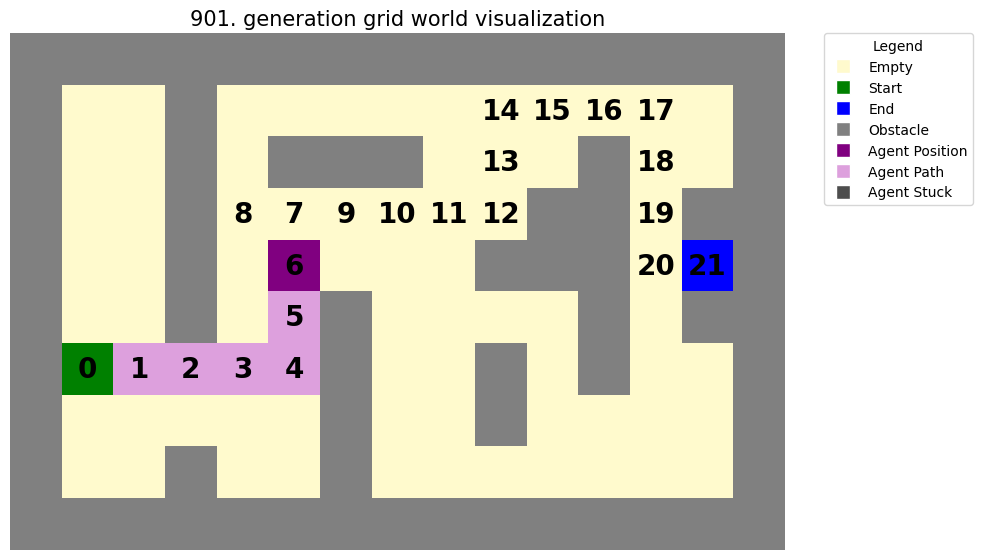 901. generation grid world visualization
14 15 16 17
13 18
8 7 9 10 11 12 19
6 20 21
5
0 1 2 3 4
Legend
Empty
Start
End
Obstacle
Agent Position
Agent Path
Agent Stuck